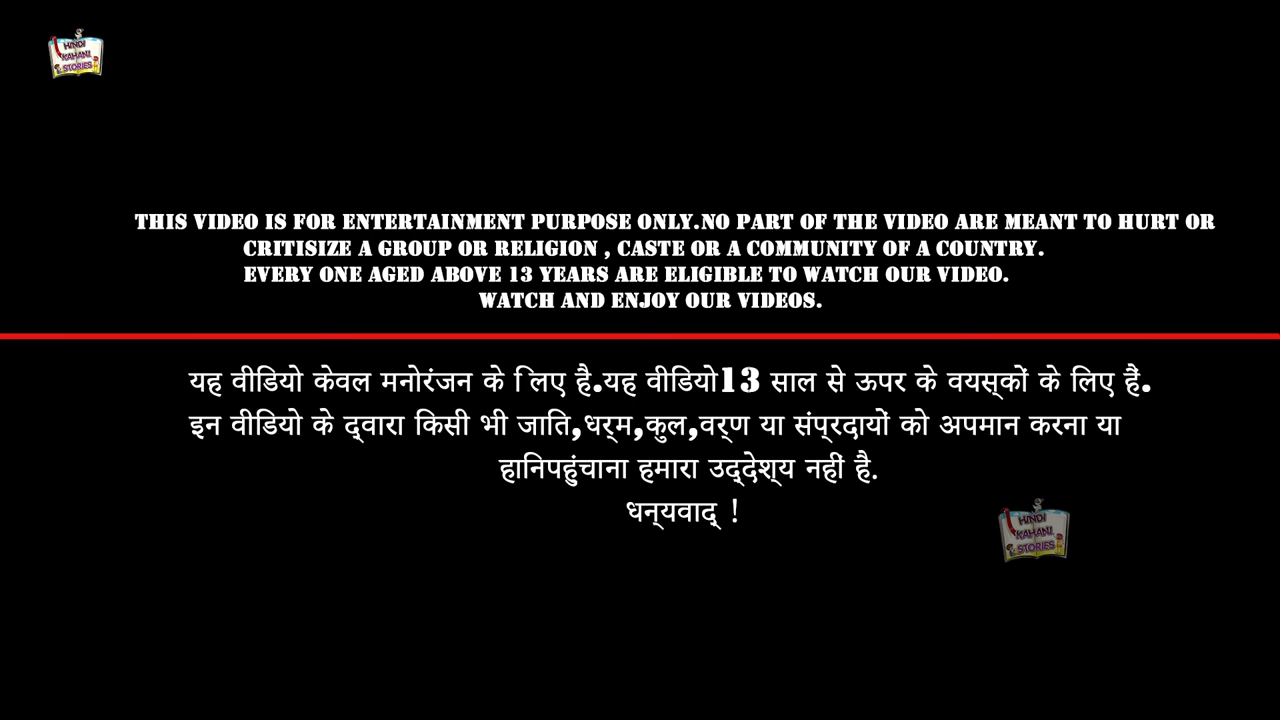 HINDI
KAHANI
STORIES
THIS VIDEO IS FOR ENTERTAINMENT PURPOSE ONLY.NO PART OF THE VIDEO ARE MEANT TO HURT OR
CRITISIZE A GROUP OR RELIGION , CASTE OR A COMMUNITY OF A COUNTRY.
EVERY ONE AGED ABOVE 13 YEARS ARE ELIGIBLE TO WATCH OUR VIDEO.
WATCH AND ENJOY OUR VIDEOS.
यह वीडियो केवल मनोरंजन के लिए है.यह वीडियो13 साल से ऊपर के वयस्कों के लिए हैं.
इन वीडियो के द्वारा किसी भी जाति,धर्म,कुल,वर्ण या संप्रदायों को अपमान करना या
हानिपहुंचाना हमारा उद्देश्य नहीं है.
धन्यवाद् !
HINDI
KAHANI
STORIES